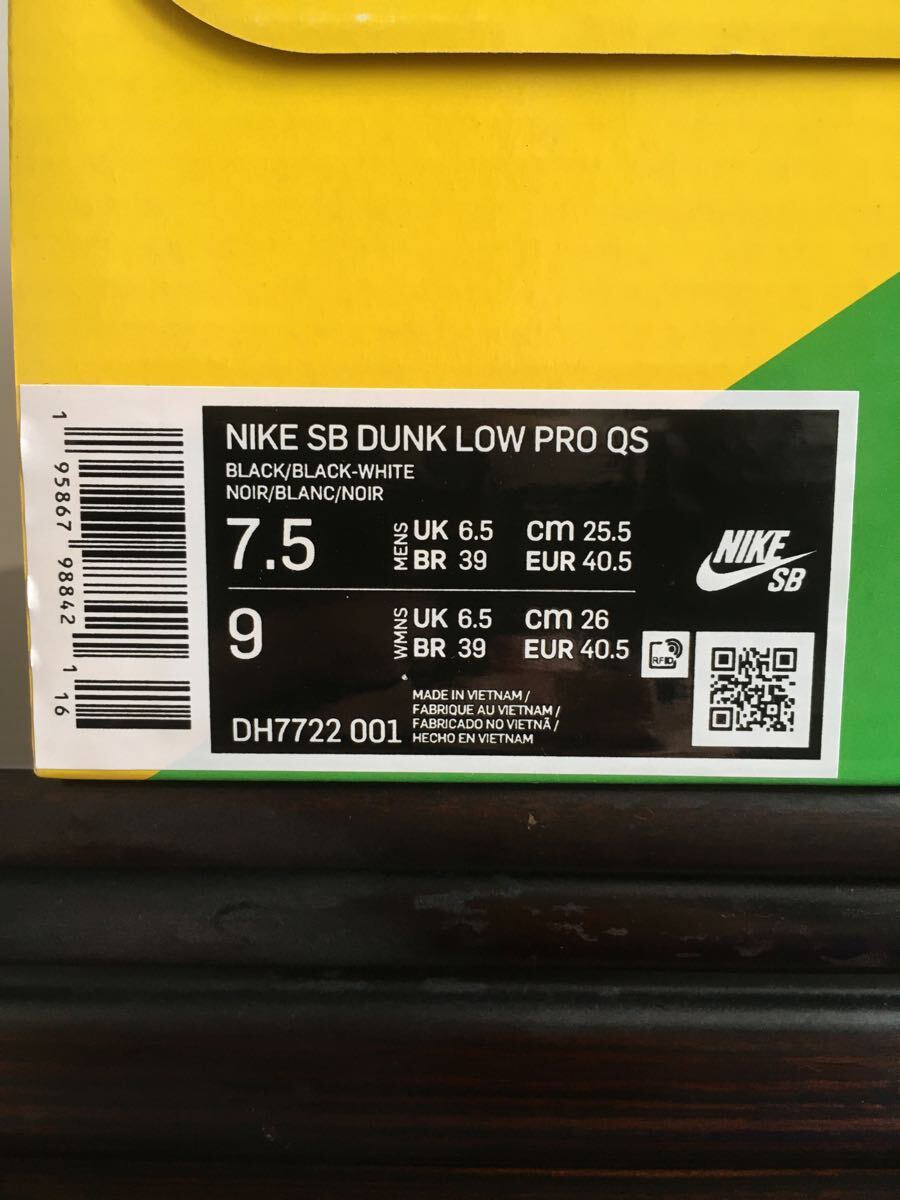 NIKE SB DUNK LOW PRO QS
BLACK/BLACK-WHITE
NOIR/BLANC/NOIR
7.5 MENS UK 6.5 cm 25.5
BR 39 EUR 40.5
9 WMNS UK 6.5 cm 26
BR 39 EUR 40.5
RFID
MADE IN VIETNAM /
FABRIQUE AU VIETNAM /
FABRICADO NO VIETNÃ /
HECHO EN VIETNAM
DH7722 001
NIKE
SB
1 95867 98842 1 16